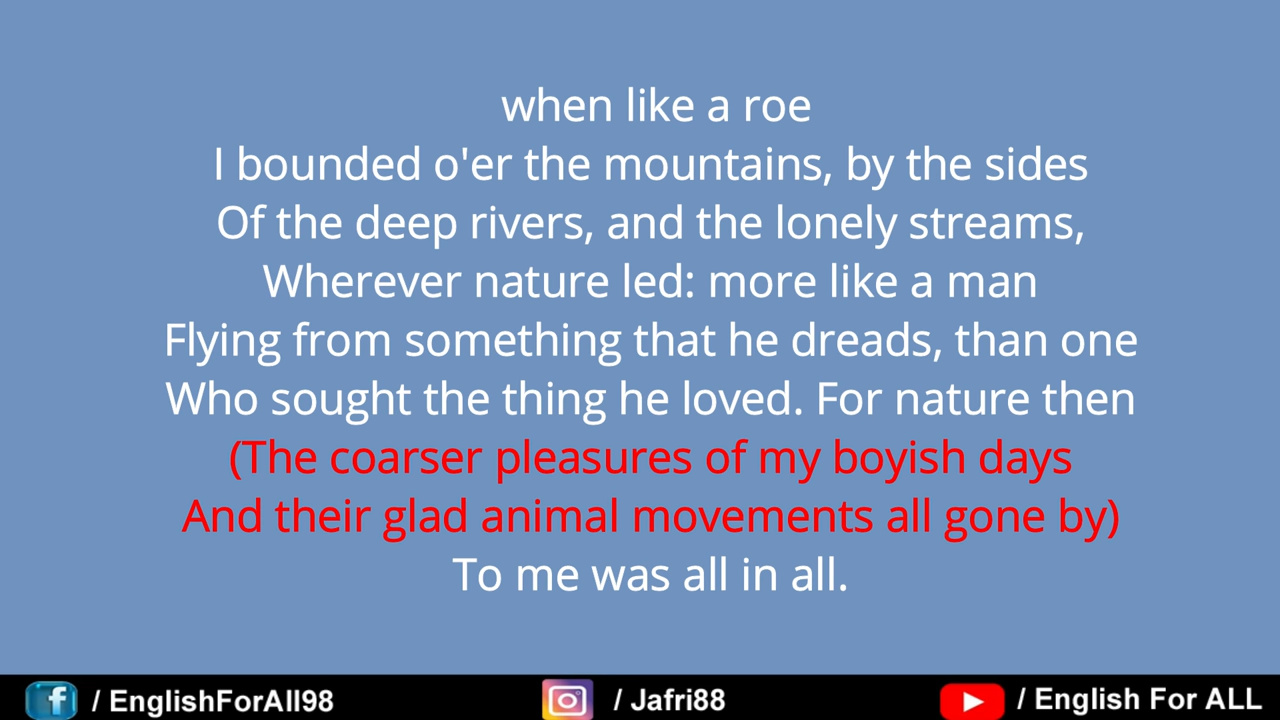 when like a roe
I bounded o'er the mountains, by the sides
Of the deep rivers, and the lonely streams,
Wherever nature led: more like a man
Flying from something that he dreads, than one
Who sought the thing he loved. For nature then
(The coarser pleasures of my boyish days
And their glad animal movements all gone by)
To me was all in all.
f / EnglishForAll98 / Jafri88 / English For ALL